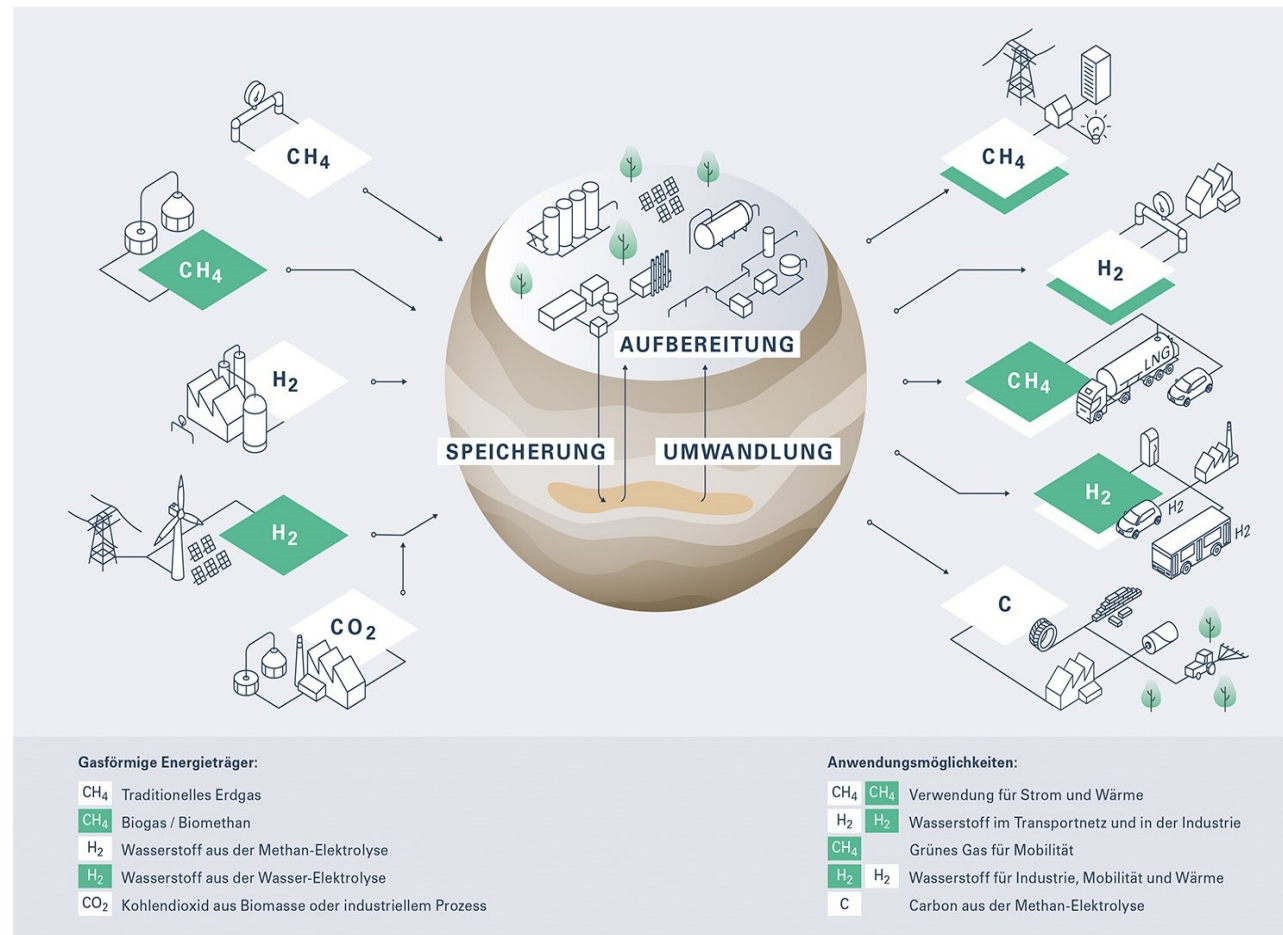 CH₄
CH₄
H₂
H₂
CO₂
AUFBEREITUNG
SPEICHERUNG
UMWANDLUNG
CH₄
H₂
CH₄
LNG
H₂
H₂
H₂
C
Gasförmige Energieträger:
CH₄ Traditionelles Erdgas
CH₄ Biogas / Biomethan
H₂ Wasserstoff aus der Methan-Elektrolyse
H₂ Wasserstoff aus der Wasser-Elektrolyse
CO₂ Kohlendioxid aus Biomasse oder industriellem Prozess
Anwendungsmöglichkeiten:
CH₄ CH₄ Verwendung für Strom und Wärme
H₂ H₂ Wasserstoff im Transportnetz und in der Industrie
CH₄ Grünes Gas für Mobilität
H₂ H₂ Wasserstoff für Industrie, Mobilität und Wärme
C Carbon aus der Methan-Elektrolyse